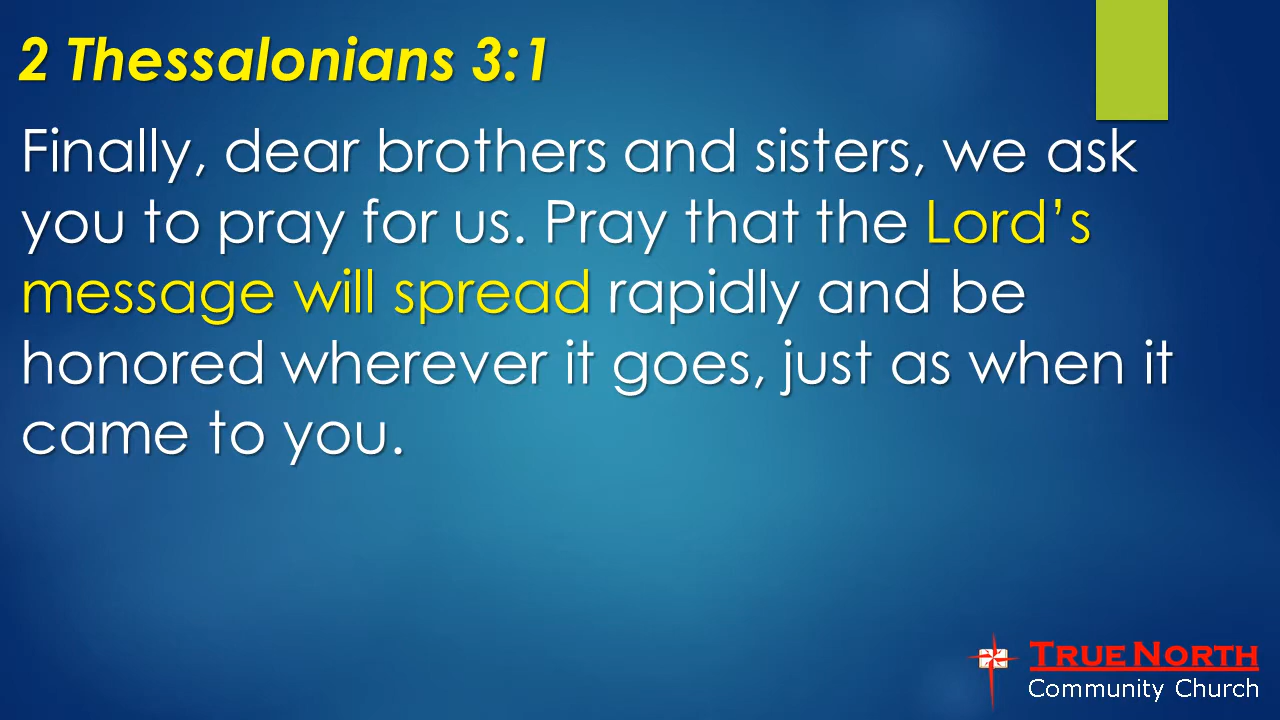 2 Thessalonians 3:1
Finally, dear brothers and sisters, we ask
you to pray for us. Pray that the Lord’s
message will spread rapidly and be
honored wherever it goes, just as when it
came to you.
TRUE NORTH
Community Church